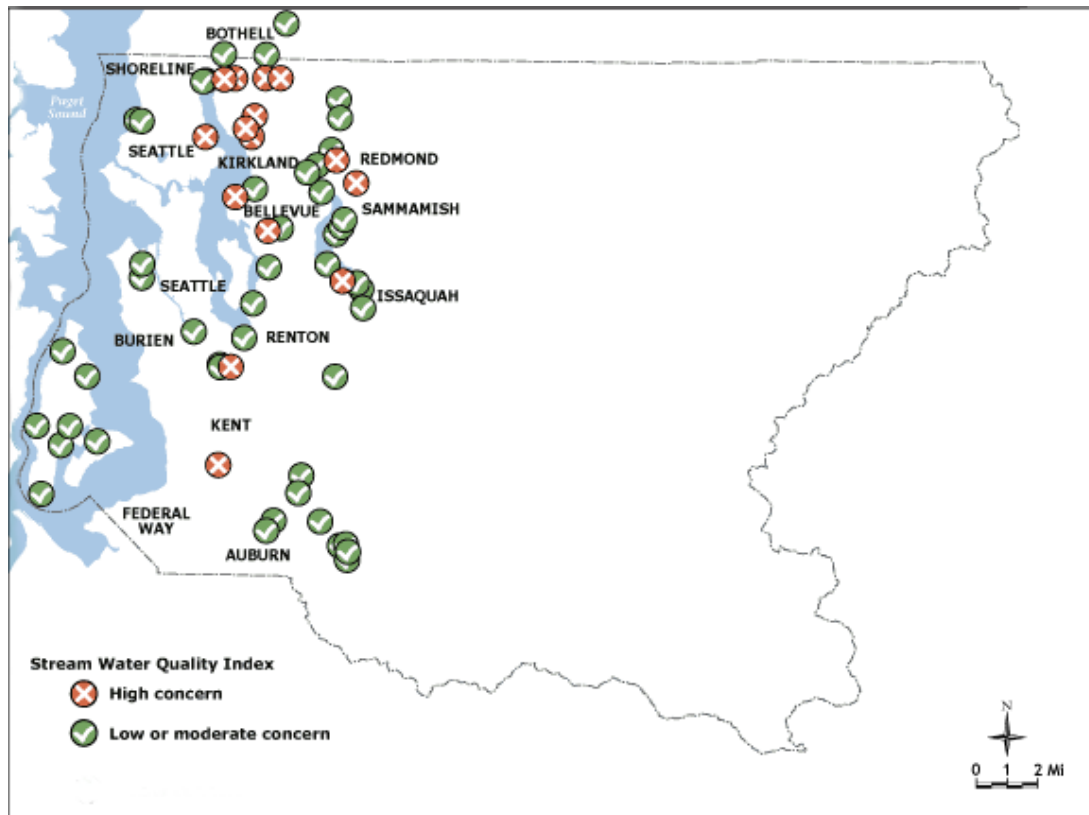 BOTHELL
SHORELINE
Puget
Sound
SEATTLE
KIRKLAND
REDMOND
BELLEVUE
SAMMAMISH
SEATTLE
ISSAQUAH
BURIEN
RENTON
KENT
FEDERAL
WAY
AUBURN
Stream Water Quality Index
High concern
Low or moderate concern
N
0 1 2 Mi